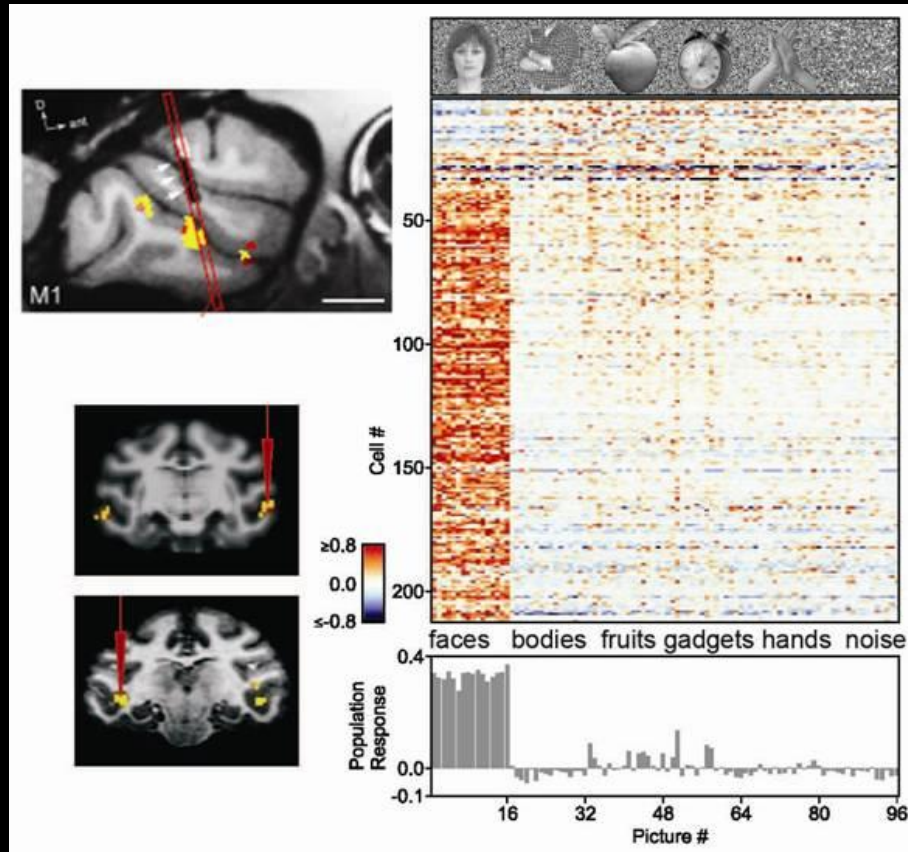 D
ant
M1
50
100
150
200
Cell #
≥0.8
0.0
≤-0.8
faces bodies fruits gadgets hands noise
0.4
0.0
-0.1
Population
Response
16 32 48 64 80 96
Picture #